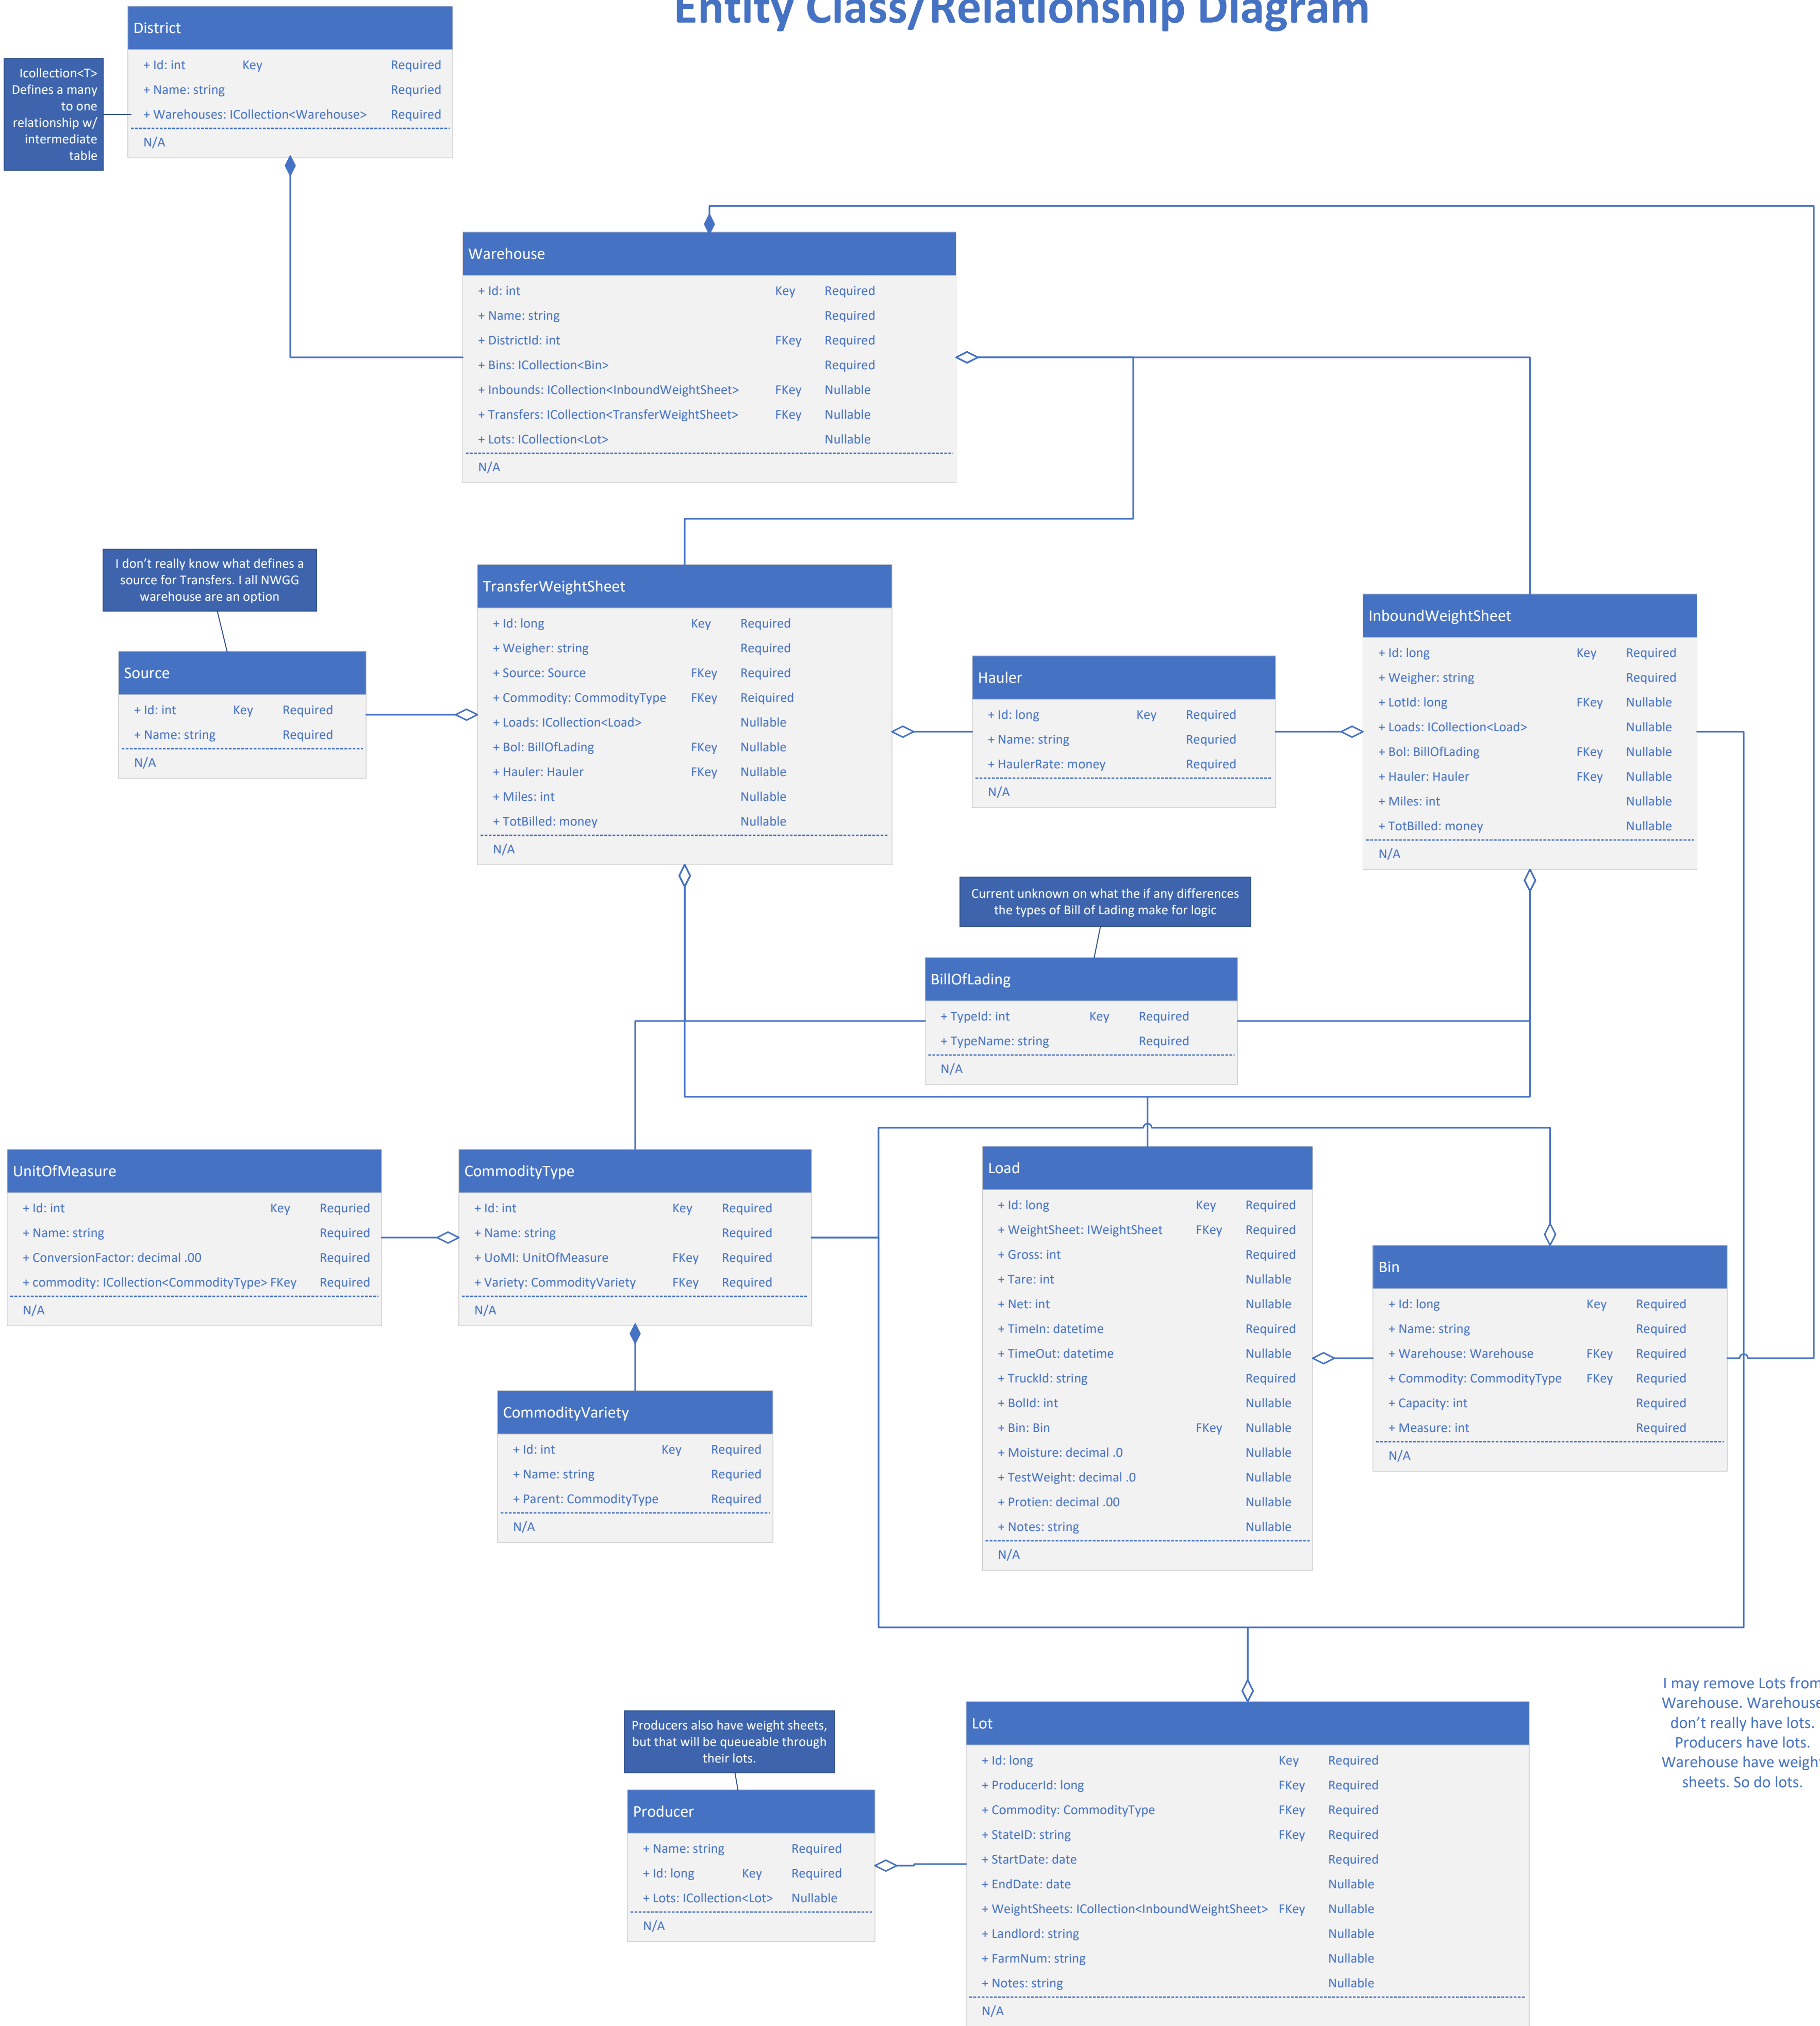 Entity Class/Relationship Diagram
District
+ Id: int Key Required
+ Name: string Requried
+ Warehouses: ICollection<Warehouse> Required
N/A
Icollection<T>
Defines a many
to one
relationship w/
intermediate
table
Warehouse
+ Id: int Key Required
+ Name: string Required
+ DistrictId: int FKey Required
+ Bins: ICollection<Bin> Required
+ Inbounds: ICollection<InboundWeightSheet> FKey Nullable
+ Transfers: ICollection<TransferWeightSheet> FKey Nullable
+ Lots: ICollection<Lot> Nullable
N/A
I don't really know what defines a
source for Transfers. I all NWGG
warehouse are an option
Source
+ Id: int Key Required
+ Name: string Required
N/A
TransferWeightSheet
+ Id: long Key Required
+ Weigher: string Required
+ Source: Source FKey Required
+ Commodity: CommodityType FKey Reiquired
+ Loads: ICollection<Load> Nullable
+ Bol: BillOfLading FKey Nullable
+ Hauler: Hauler FKey Nullable
+ Miles: int Nullable
+ TotBilled: money Nullable
N/A
Hauler
+ Id: long Key Required
+ Name: string Requried
+ HaulerRate: money Required
N/A
InboundWeightSheet
+ Id: long Key Required
+ Weigher: string Required
+ LotId: long FKey Nullable
+ Loads: ICollection<Load> Nullable
+ Bol: BillOfLading FKey Nullable
+ Hauler: Hauler FKey Nullable
+ Miles: int Nullable
+ TotBilled: money Nullable
N/A
Current unknown on what the if any differences
the types of Bill of Lading make for logic
BillOfLading
+ TypeId: int Key Required
+ TypeName: string Required
N/A
UnitOfMeasure
+ Id: int Key Requried
+ Name: string Required
+ ConversionFactor: decimal .00 Required
+ commodity: ICollection<CommodityType> FKey Required
N/A
CommodityType
+ Id: int Key Required
+ Name: string Required
+ UoMI: UnitOfMeasure FKey Required
+ Variety: CommodityVariety FKey Required
N/A
CommodityVariety
+ Id: int Key Required
+ Name: string Requried
+ Parent: CommodityType Required
N/A
Load
+ Id: long Key Required
+ WeightSheet: IWeightSheet FKey Required
+ Gross: int Required
+ Tare: int Nullable
+ Net: int Nullable
+ TimeIn: datetime Required
+ TimeOut: datetime Nullable
+ TruckId: string Required
+ BolId: int Nullable
+ Bin: Bin FKey Nullable
+ Moisture: decimal .0 Nullable
+ TestWeight: decimal .0 Nullable
+ Protien: decimal .00 Nullable
+ Notes: string Nullable
N/A
Bin
+ Id: long Key Required
+ Name: string Required
+ Warehouse: Warehouse FKey Required
+ Commodity: CommodityType FKey Requried
+ Capacity: int Required
+ Measure: int Required
N/A
Producers also have weight sheets,
but that will be queueable through
their lots.
Producer
+ Name: string Required
+ Id: long Key Required
+ Lots: ICollection<Lot> Nullable
N/A
Lot
+ Id: long Key Required
+ ProducerId: long FKey Required
+ Commodity: CommodityType FKey Required
+ StateID: string FKey Required
+ StartDate: date Required
+ EndDate: date Nullable
+ WeightSheets: ICollection<InboundWeightSheet> FKey Nullable
+ Landlord: string Nullable
+ FarmNum: string Nullable
+ Notes: string Nullable
N/A
I may remove Lots from
Warehouse. Warehouse
don't really have lots.
Producers have lots.
Warehouse have weight
sheets. So do lots.